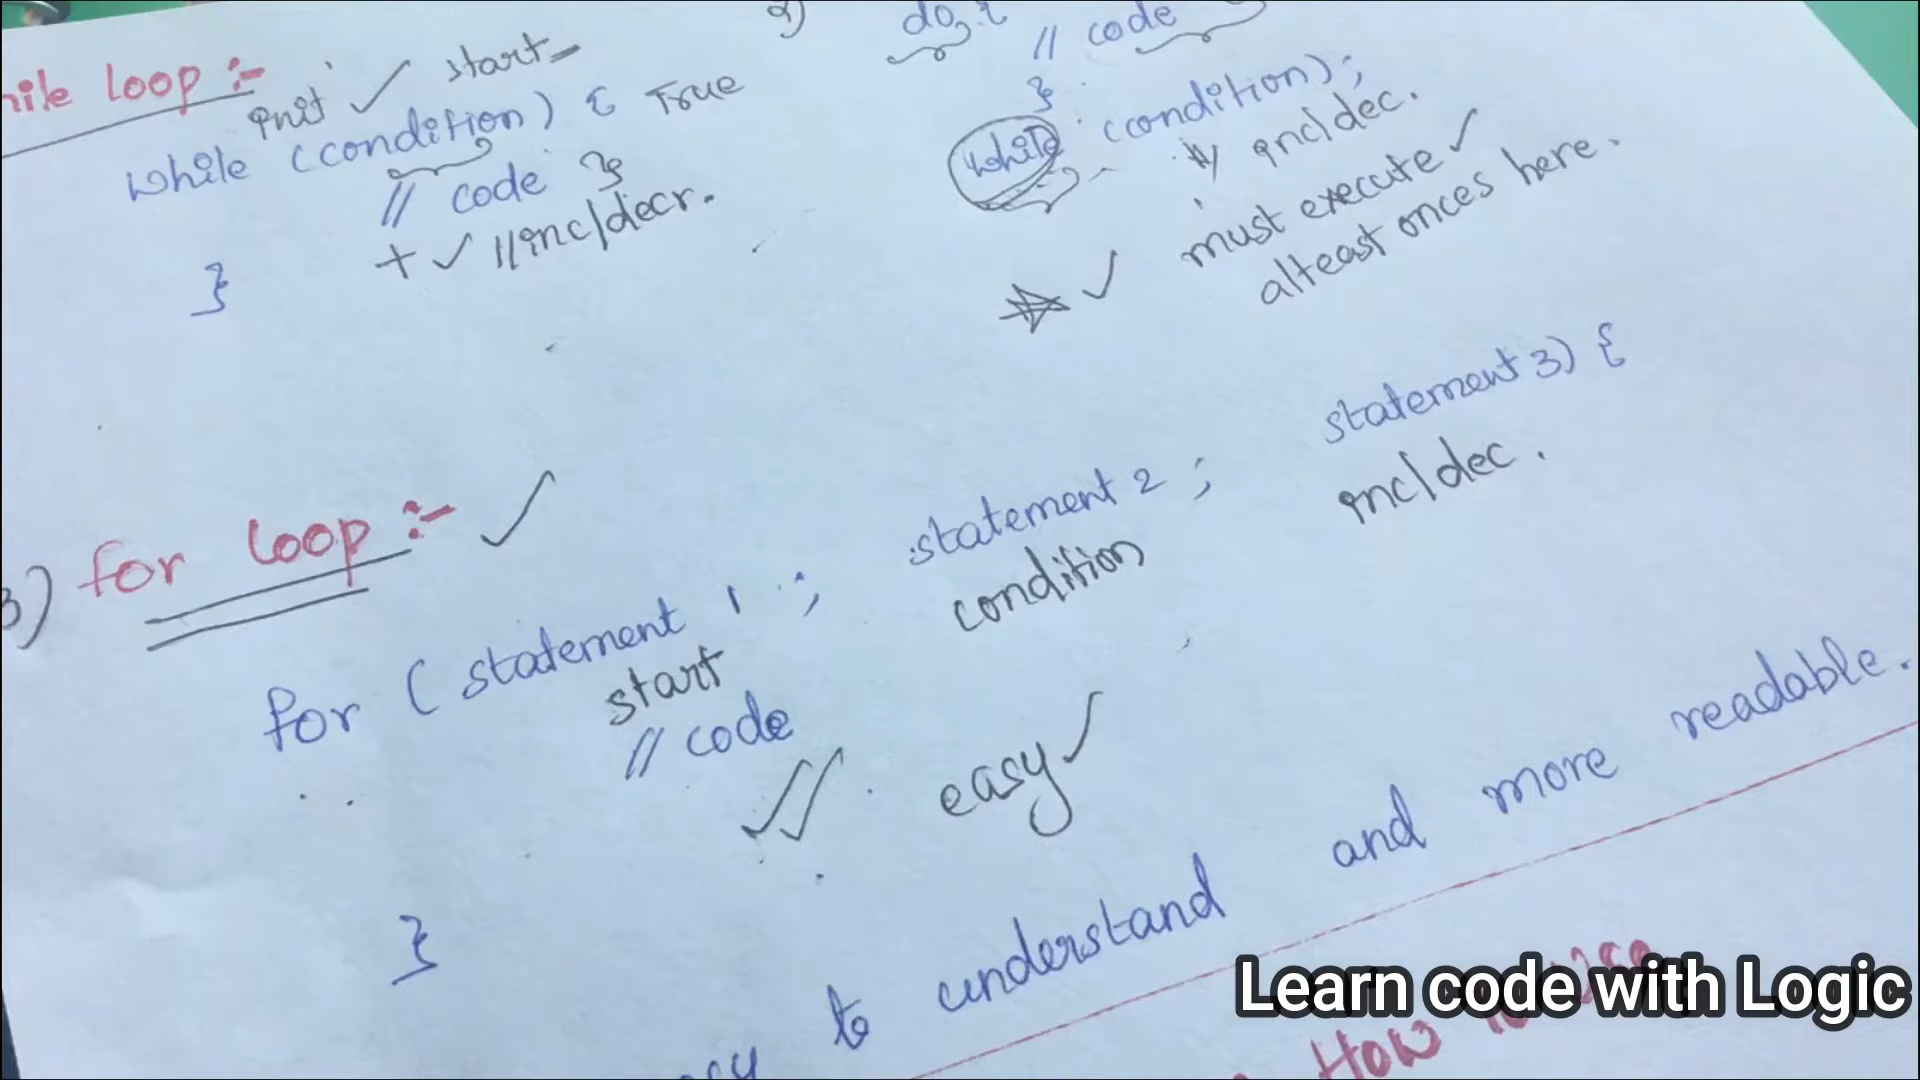 hile loop :-
init ✓ start
while (condition) { True
// code }
+ ✓ //inc/decr.
}
2)
do {
// code
}
while (condition);
inc/dec.
must execute ✓
alteast onces here.
3) for loop :- ✓
for ( statement 1 ; statement 2 ; statement 3) {
start condition inc/dec.
// code
easy ✓
}
to understand and more readable.
How
Learn code with Logic